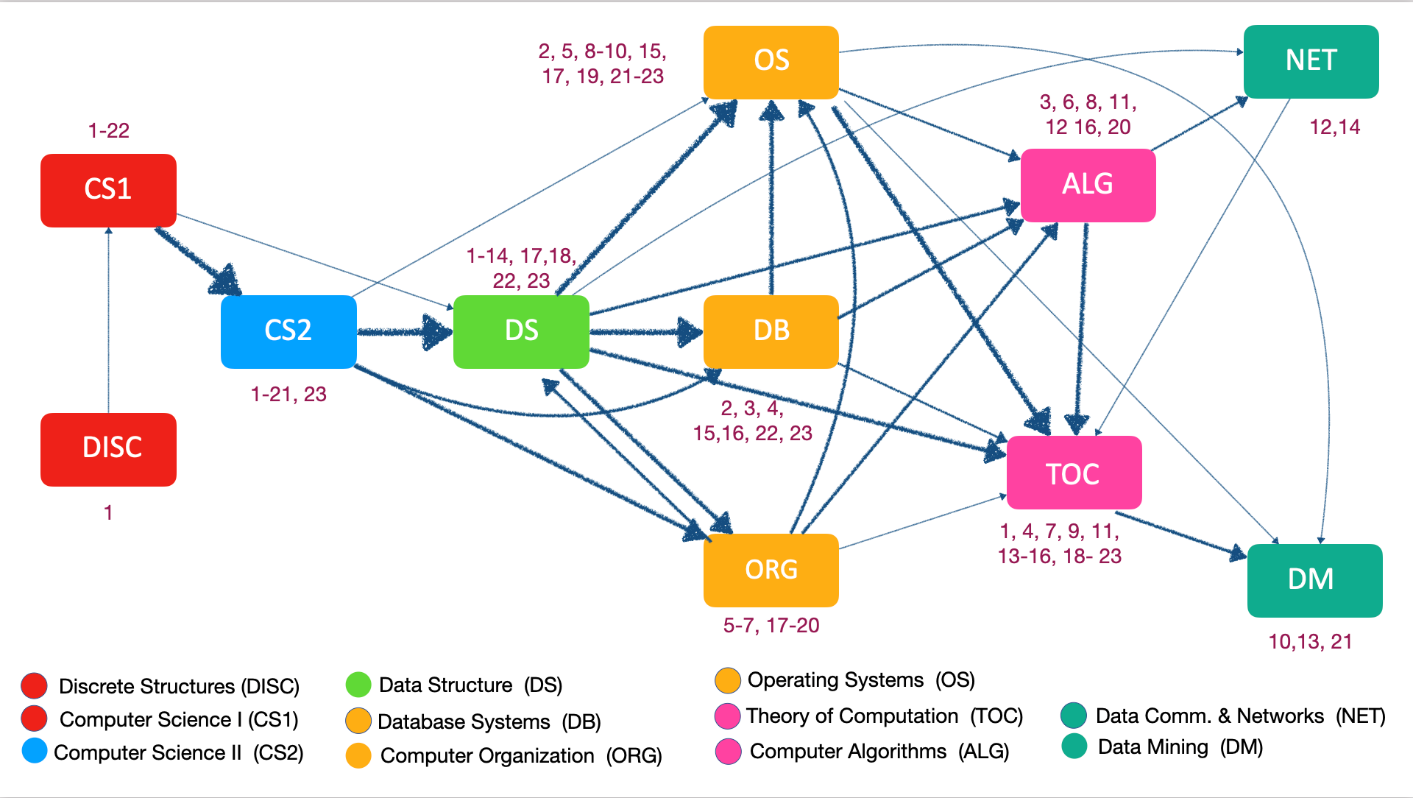 2, 5, 8-10, 15,
17, 19, 21-23
OS
NET
3, 6, 8, 11,
12 16, 20
12,14
1-22
CS1
ALG
1-14, 17,18,
22, 23
CS2
DS
DB
1-21, 23
2, 3, 4,
15,16, 22, 23
DISC
1
TOC
1, 4, 7, 9, 11,
13-16, 18- 23
ORG
5-7, 17-20
DM
10,13, 21
Discrete Structures (DISC)
Computer Science I (CS1)
Computer Science II (CS2)
Data Structure (DS)
Database Systems (DB)
Computer Organization (ORG)
Operating Systems (OS)
Theory of Computation (TOC)
Computer Algorithms (ALG)
Data Comm. & Networks (NET)
Data Mining (DM)